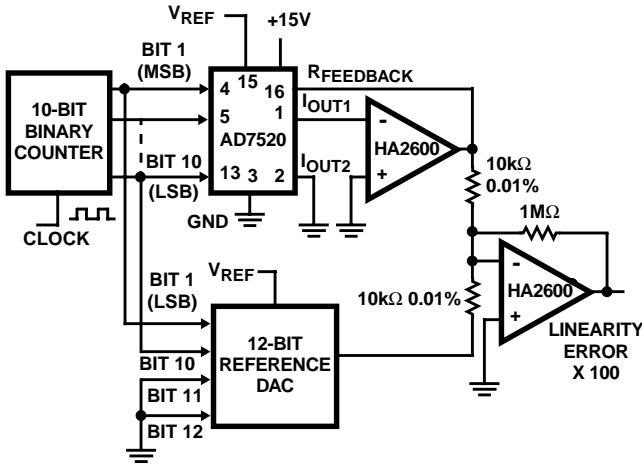 VREF
+15V
BIT 1
(MSB)
RFEEDBACK
4
15
16
IOUT1
10-BIT
BINARY
COUNTER
5
1
AD7520
-
HA2600
+
BIT 10
(LSB)
13
3
2
IOUT2
10kΩ
0.01%
1MΩ
GND
CLOCK
BIT 1
(LSB)
VREF
10kΩ 0.01%
-
HA2600
+
12-BIT
REFERENCE
DAC
BIT 10
BIT 11
BIT 12
LINEARITY
ERROR
X 100